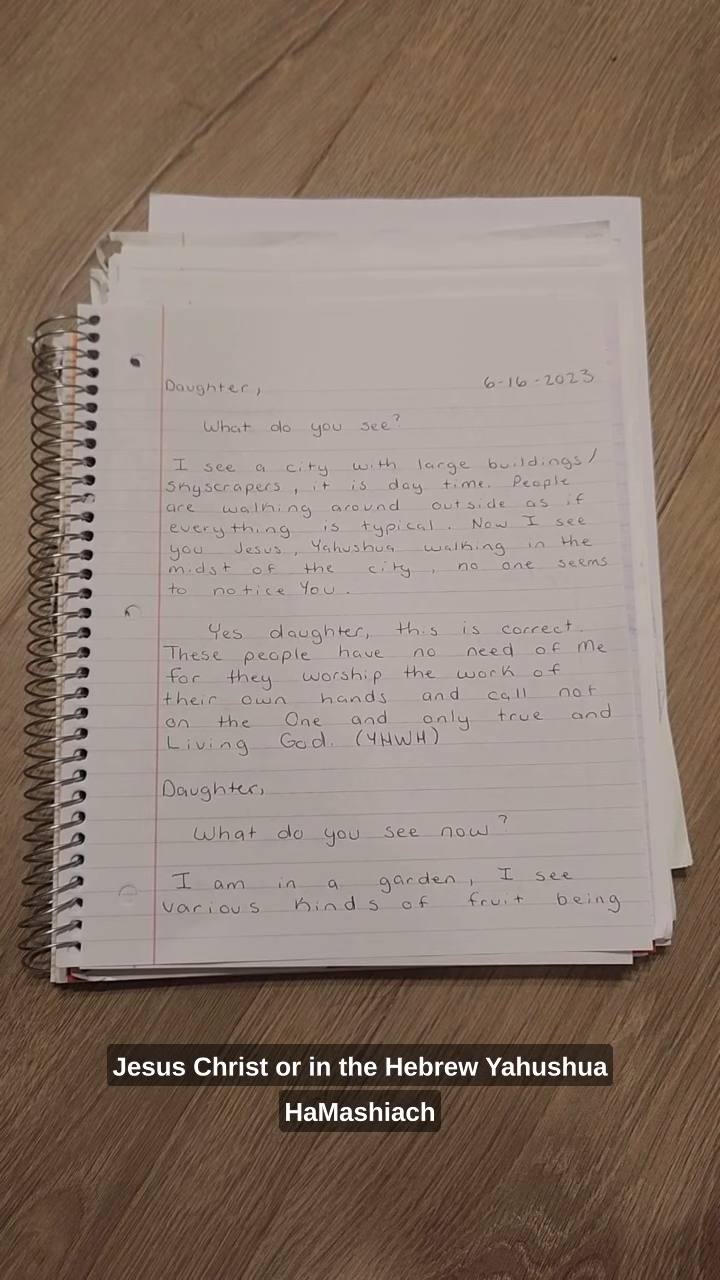 Daughter, 6-16-2023
What do you see?
I see a city with large buildings/
skyscrapers, it is day time. People
are walking around outside as if
everything is typical. Now I see
you Jesus, Yahushua walking in the
midst of the city, no one seems
to notice You.
Yes daughter, this is correct.
These people have no need of Me
for they worship the work of
their own hands and call not
on the One and only true and
Living God. (YHWH)
Daughter,
What do you see now?
I am in a garden, I see
various kinds of fruit being
Jesus Christ or in the Hebrew Yahushua
HaMashiach